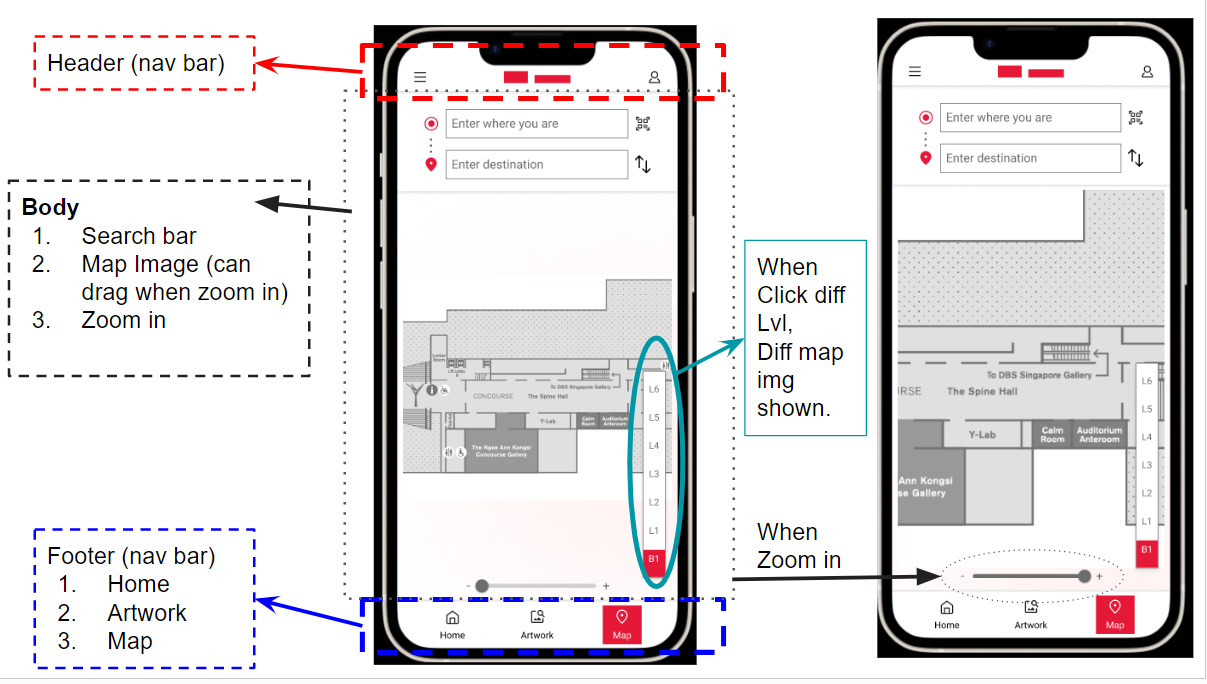 Header (nav bar)
Body
1. Search bar
2. Map Image (can
drag when zoom in)
3. Zoom in
Footer (nav bar)
1. Home
2. Artwork
3. Map
Enter where you are
Enter destination
To DBS Singapore Gallery
CONCOURSE
The Spine Hall
Y-Lab
Calm
Room
Auditorium
Anteroom
The Ngee Ann Kongsi
Concourse Gallery
L6
L5
L4
L3
L2
L1
B1
- +
Home
Artwork
Map
When
Click diff
Lvl,
Diff map
img
shown.
When
Zoom in
Enter where you are
Enter destination
To DBS Singapore Gallery
The Spine Hall
Y-Lab
Calm
Room
Auditorium
Anteroom
Ann Kongsi
se Gallery
L6
L5
L4
L3
L2
L1
B1
- +
Home
Artwork
Map